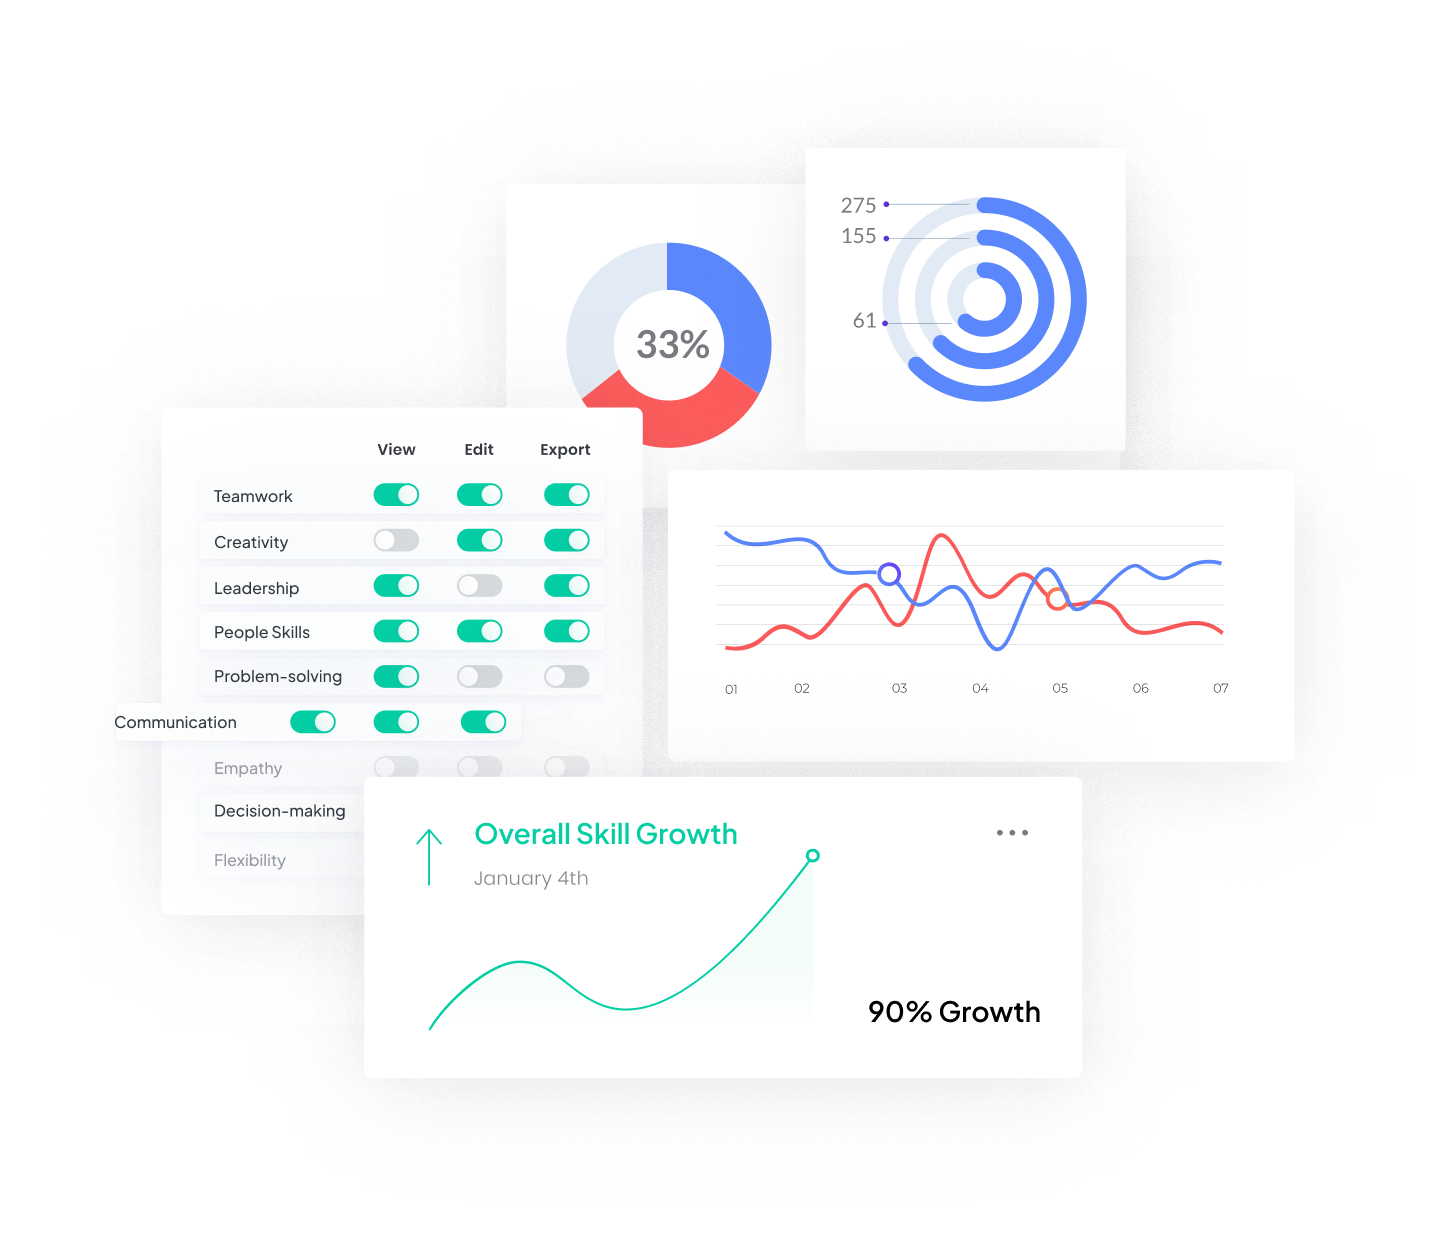 275
155
61
33%
View Edit Export
Teamwork
Creativity
Leadership
People Skills
Problem-solving
Communication
Empathy
Decision-making
Flexibility
01 02 03 04 05 06 07
Overall Skill Growth
January 4th
90% Growth